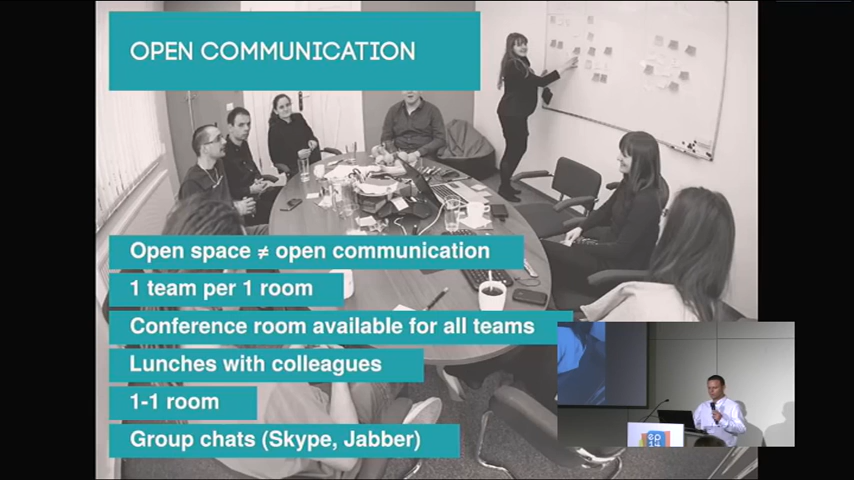 OPEN COMMUNICATION
Open space ≠ open communication
1 team per 1 room
Conference room available for all teams
Lunches with colleagues
1-1 room
Group chats (Skype, Jabber)